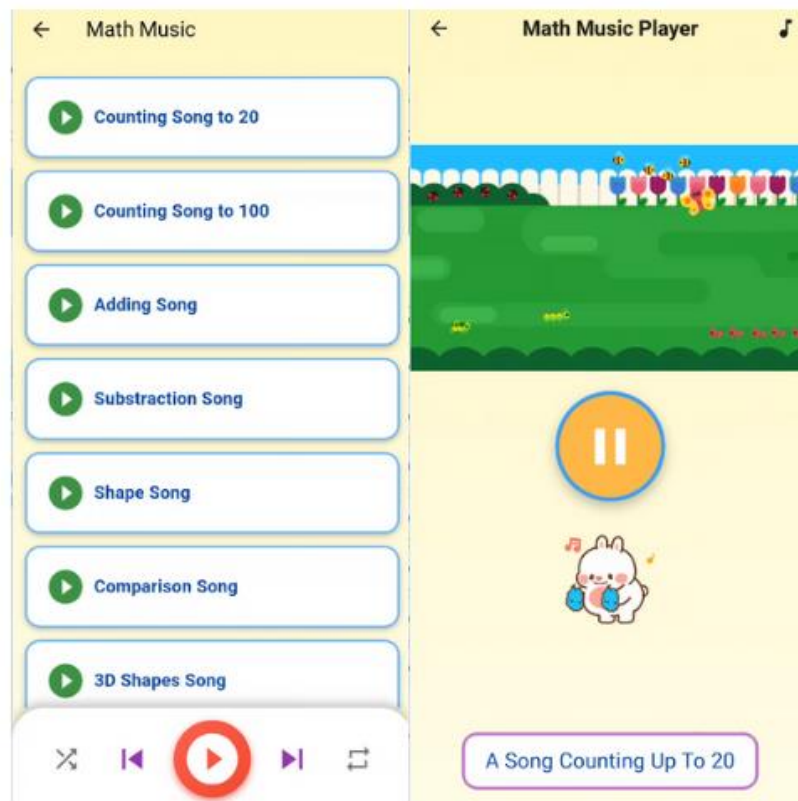 Math Music
Counting Song to 20
Counting Song to 100
Adding Song
Substraction Song
Shape Song
Comparison Song
3D Shapes Song
Math Music Player
A Song Counting Up To 20